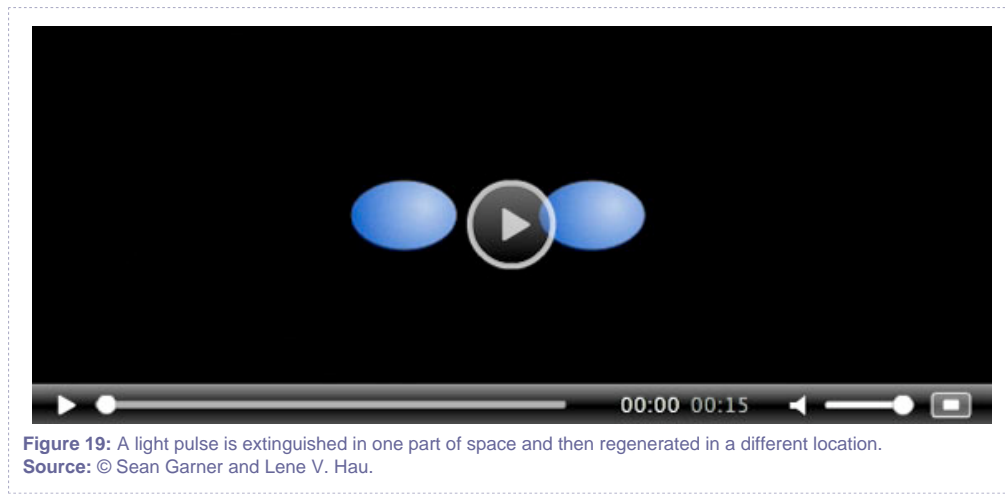 00:00 00:15
Figure 19: A light pulse is extinguished in one part of space and then regenerated in a different location.
Source: © Sean Garner and Lene V. Hau.